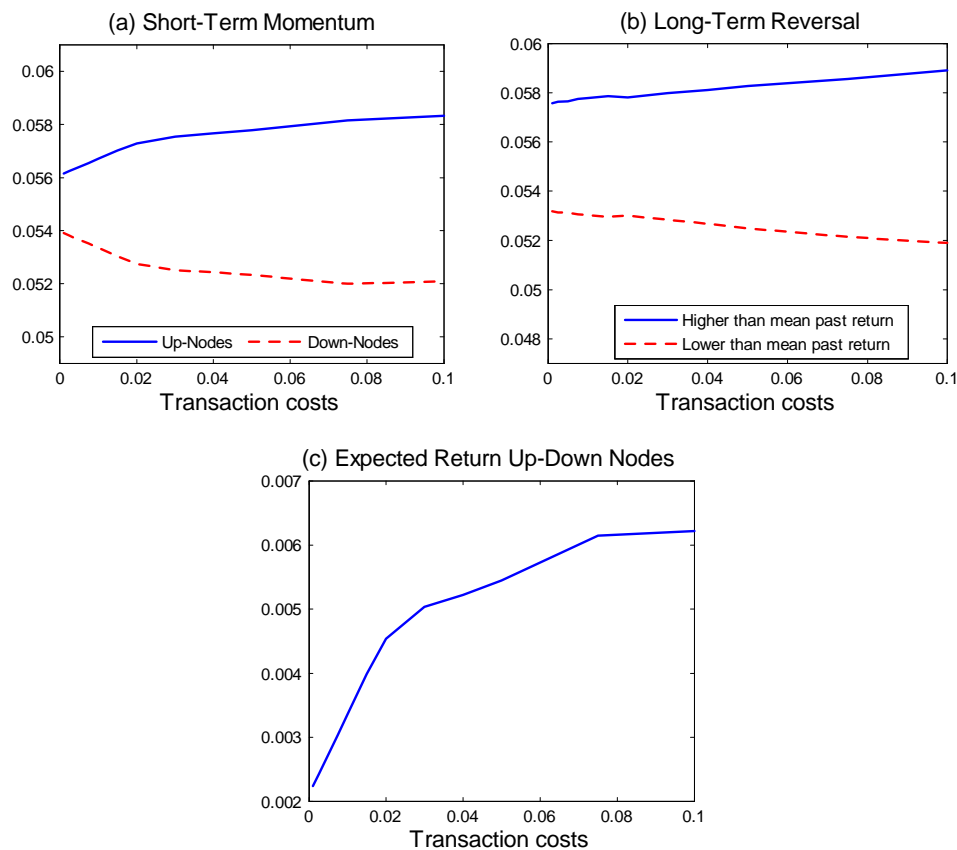 (a) Short-Term Momentum
0.06
0.058
0.056
0.054
0.052
0.05
Up-Nodes Down-Nodes
0 0.02 0.04 0.06 0.08 0.1
Transaction costs
(b) Long-Term Reversal
0.06
0.058
0.056
0.054
0.052
0.05
0.048
Higher than mean past return
Lower than mean past return
0 0.02 0.04 0.06 0.08 0.1
Transaction costs
(c) Expected Return Up-Down Nodes
0.007
0.006
0.005
0.004
0.003
0.002
0 0.02 0.04 0.06 0.08 0.1
Transaction costs